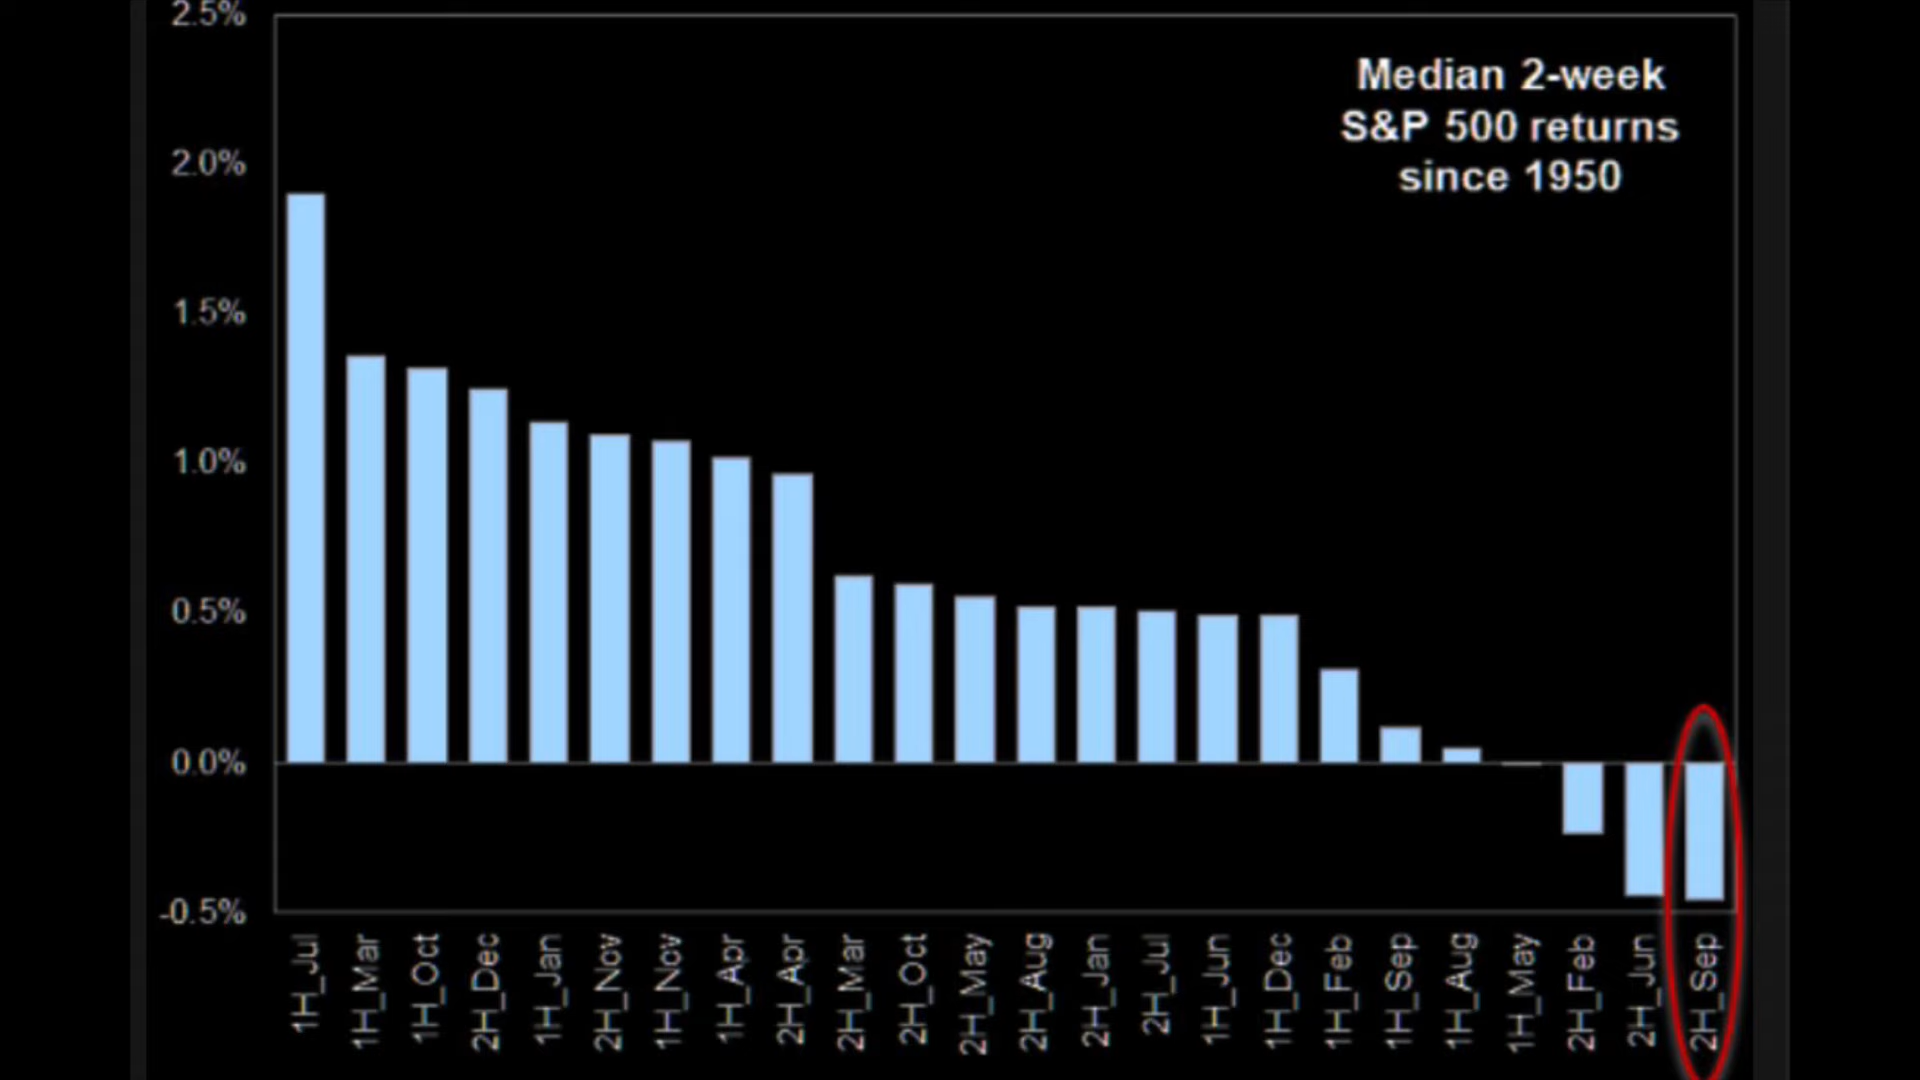 2.5%
Median 2-week
S&P 500 returns
since 1950
2.0%
1.5%
1.0%
0.5%
0.0%
-0.5%
1H_Jul
1H_Mar
1H_Oct
2H_Dec
1H_Jan
2H_Nov
1H_Nov
1H_Apr
2H_Apr
2H_Mar
2H_Oct
2H_May
2H_Aug
2H_Jan
2H_Jul
1H_Jun
1H_Dec
1H_Feb
1H_Sep
1H_Aug
1H_May
2H_Feb
2H_Jun
2H_Sep